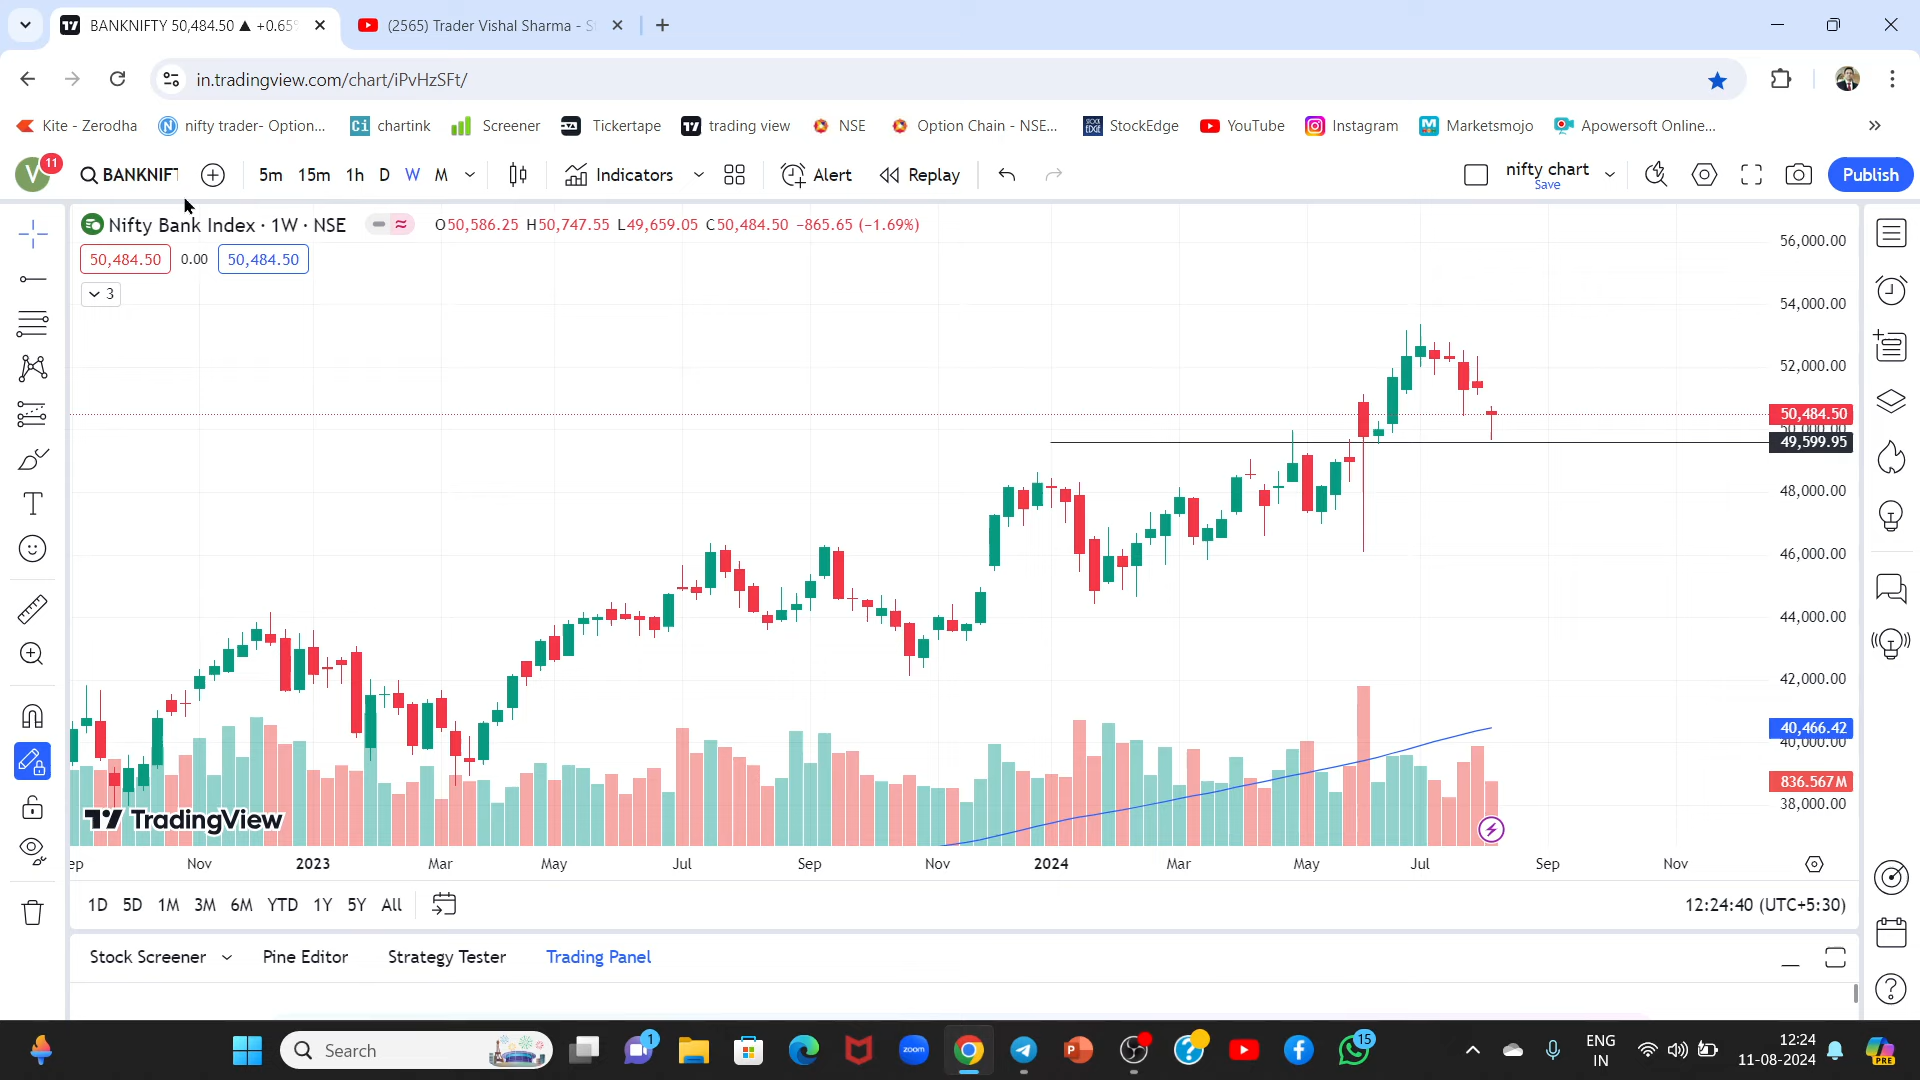 BANKNIFTY 50,484.50 ▲ +0.65%
(2565) Trader Vishal Sharma - S
in.tradingview.com/chart/iPvHzSFt/
Kite - Zerodha
nifty trader- Option...
chartink
Screener
Tickertape
trading view
NSE
Option Chain - NSE...
StockEdge
YouTube
Instagram
Marketsmojo
Apowersoft Online...
V
11
BANKNIFT
5m 15m 1h D W M
Indicators
Alert
Replay
nifty chart
Save
Publish
Nifty Bank Index · 1W · NSE
O50,586.25 H50,747.55 L49,659.05 C50,484.50 −865.65 (−1.69%)
50,484.50 0.00 50,484.50
3
56,000.00
54,000.00
52,000.00
50,484.50
50,000.00
49,599.95
48,000.00
46,000.00
44,000.00
42,000.00
40,466.42
40,000.00
836.567M
38,000.00
TradingView
ep Nov 2023 Mar May Jul Sep Nov 2024 Mar May Jul Sep Nov
1D 5D 1M 3M 6M YTD 1Y 5Y All
12:24:40 (UTC+5:30)
Stock Screener Pine Editor Strategy Tester Trading Panel
Search
1
zoom
15
ENG
IN
12:24
11-08-2024
PRE